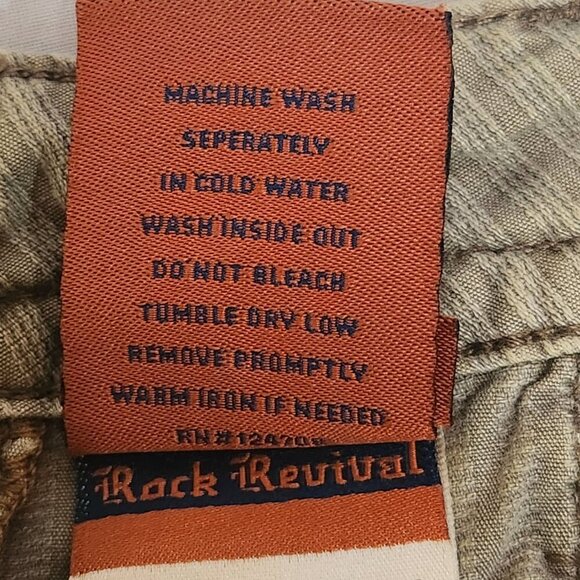 MACHINE WASH
SEPERATELY
IN COLD WATER
WASH INSIDE OUT
DO NOT BLEACH
TUMBLE DRY LOW
REMOVE PROMPTLY
WARM IRON IF NEEDED
RN#
Rock Revival